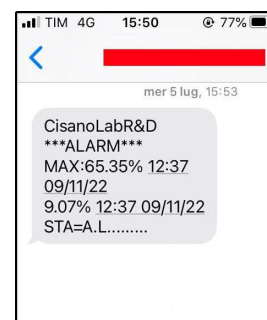 TIM 4G 15:50 77%
mer 5 lug, 15:53
CisanoLabR&D
***ALARM***
MAX:65.35% 12:37
09/11/22
9.07% 12:37 09/11/22
STA=A.L.........